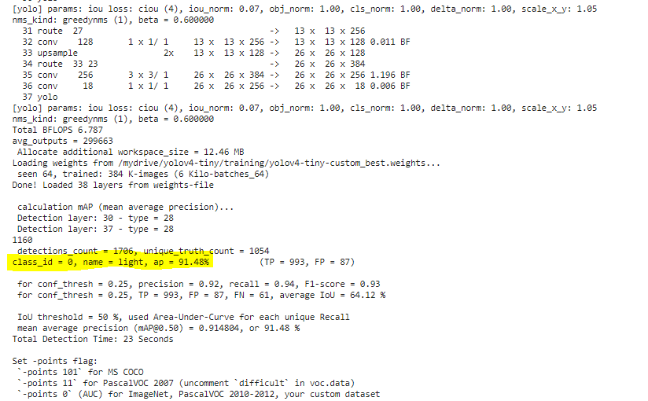 [yolo] params: iou loss: ciou (4), iou_norm: 0.07, obj_norm: 1.00, cls_norm: 1.00, delta_norm: 1.00, scale_x_y: 1.05
nms_kind: greedynms (1), beta = 0.600000
31 route 27 -> 13 x 13 x 256
32 conv 128 1 x 1/ 1 13 x 13 x 256 -> 13 x 13 x 128 0.011 BF
33 upsample 2x 13 x 13 x 128 -> 26 x 26 x 128
34 route 33 23 -> 26 x 26 x 384
35 conv 256 3 x 3/ 1 26 x 26 x 384 -> 26 x 26 x 256 1.196 BF
36 conv 18 1 x 1/ 1 26 x 26 x 256 -> 26 x 26 x 18 0.006 BF
37 yolo
[yolo] params: iou loss: ciou (4), iou_norm: 0.07, obj_norm: 1.00, cls_norm: 1.00, delta_norm: 1.00, scale_x_y: 1.05
nms_kind: greedynms (1), beta = 0.600000
Total BFLOPS 6.787
avg_outputs = 299663
Allocate additional workspace_size = 12.46 MB
Loading weights from /mydrive/yolov4-tiny/training/yolov4-tiny-custom_best.weights...
seen 64, trained: 384 K-images (6 Kilo-batches_64)
Done! Loaded 38 layers from weights-file
calculation mAP (mean average precision)...
Detection layer: 30 - type = 28
Detection layer: 37 - type = 28
1160
detections_count = 1706, unique_truth_count = 1054
class_id = 0, name = light, ap = 91.48% (TP = 993, FP = 87)
for conf_thresh = 0.25, precision = 0.92, recall = 0.94, F1-score = 0.93
for conf_thresh = 0.25, TP = 993, FP = 87, FN = 61, average IoU = 64.12 %
IoU threshold = 50 %, used Area-Under-Curve for each unique Recall
mean average precision (mAP@0.50) = 0.914804, or 91.48 %
Total Detection Time: 23 Seconds
Set -points flag:
`-points 101` for MS COCO
`-points 11` for PascalVOC 2007 (uncomment `difficult` in voc.data)
`-points 0` (AUC) for ImageNet, PascalVOC 2010-2012, your custom dataset